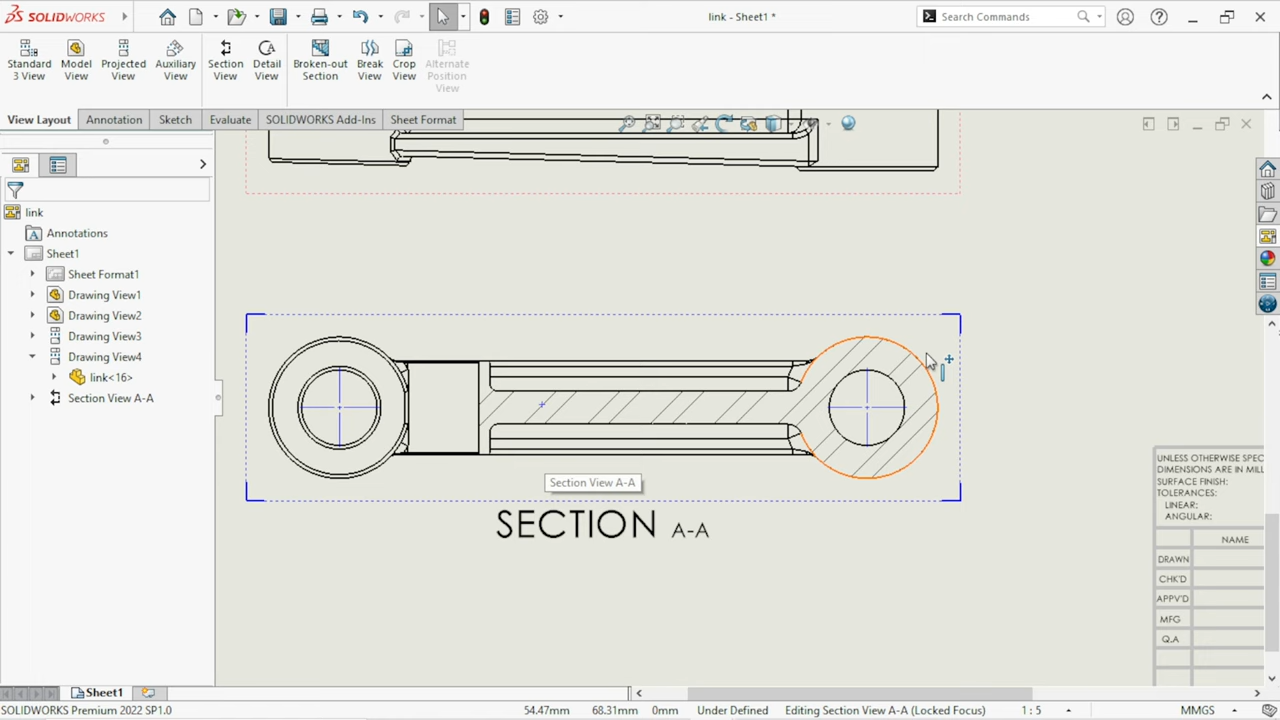 SOLIDWORKS
link - Sheet1 *
Search Commands
Standard 3 View
Model View
Projected View
Auxiliary View
Section View
Detail View
Broken-out Section
Break View
Crop View
Alternate Position View
View Layout
Annotation
Sketch
Evaluate
SOLIDWORKS Add-Ins
Sheet Format
link
Annotations
Sheet1
Sheet Format1
Drawing View1
Drawing View2
Drawing View3
Drawing View4
link<16>
Section View A-A
Section View A-A
SECTION A-A
UNLESS OTHERWISE SPEC
DIMENSIONS ARE IN MILL
SURFACE FINISH:
TOLERANCES:
LINEAR:
ANGULAR:
NAME
DRAWN
CHK'D
APPV'D
MFG
Q.A
Sheet1
SOLIDWORKS Premium 2022 SP1.0
54.47mm
68.31mm
0mm
Under Defined
Editing Section View A-A (Locked Focus)
1 : 5
MMGS